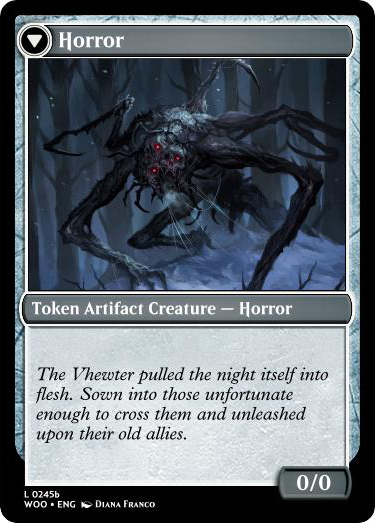 Horror
Token Artifact Creature — Horror
The Vhewter pulled the night itself into
flesh. Sown into those unfortunate
enough to cross them and unleashed
upon their old allies.
0/0
L 0245b
WOO • ENG Diana Franco